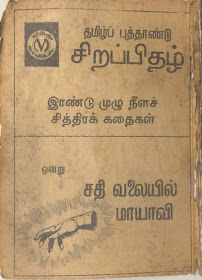 தமிழ்ப் புத்தாண்டு
சிறப்பிதழ்
இரண்டு முழு நீளச்
சித்திரக் கதைகள்
ஒன்று
சதி வலையில்
மாயாவி